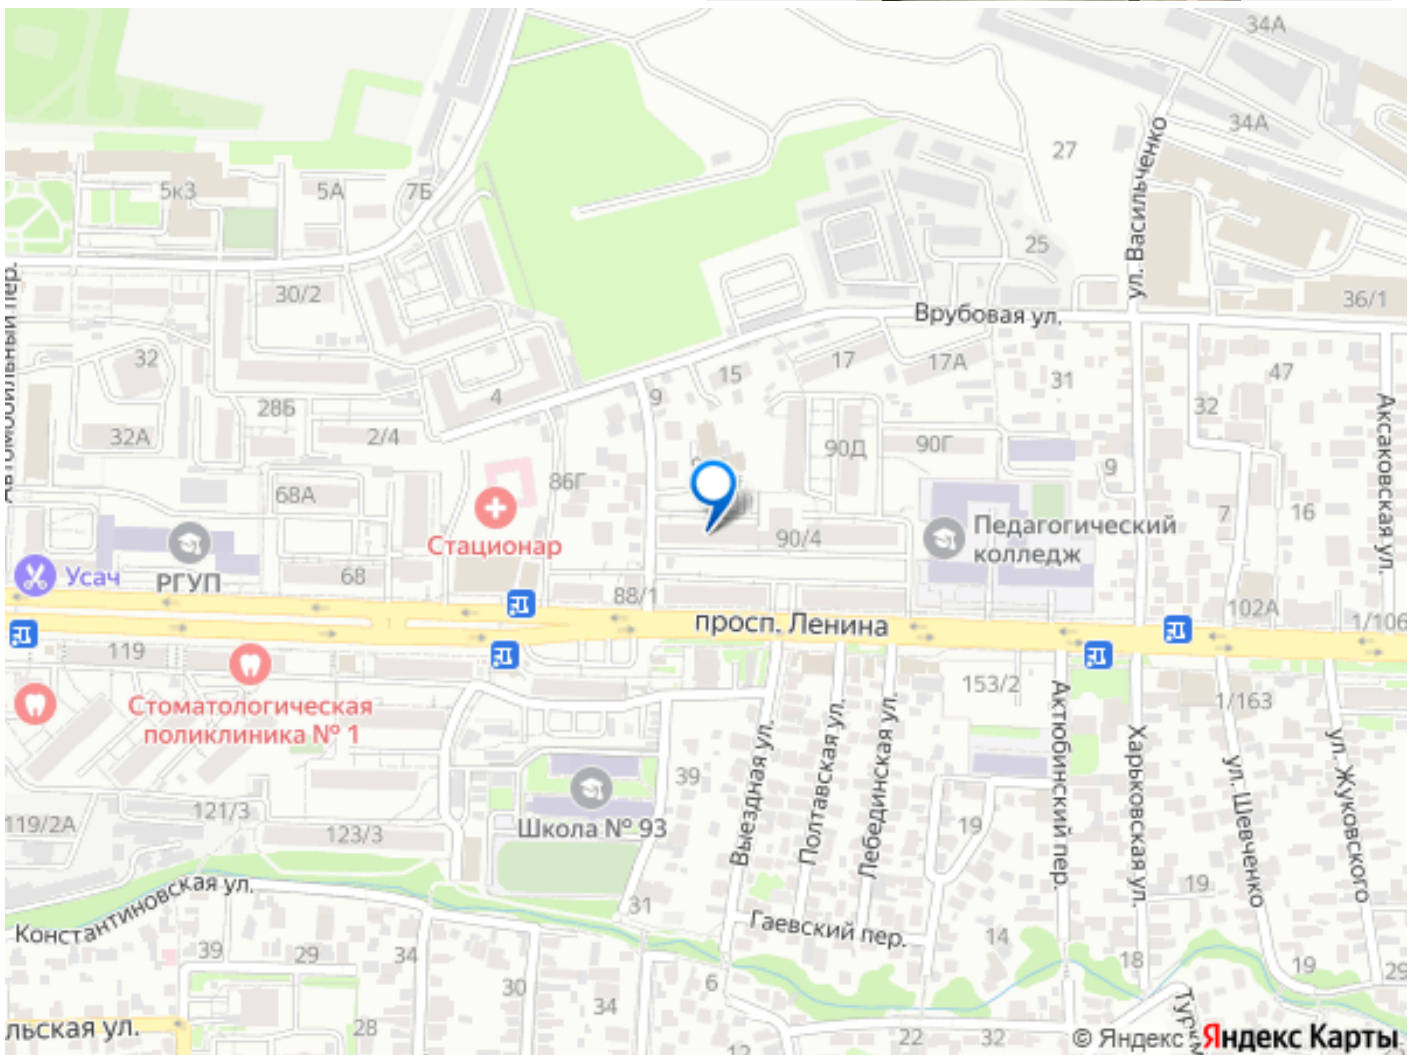 34А
34А
27
ул. Васильченко
5к3
5А
7Б
25
36/1
30/2
Врубовая ул.
Автомобильный пер.
32
17
17А
15
31
47
4
9
32
28Б
Аксаковская ул.
32А
2/4
90Д
90Г
9
86Г
68А
7
16
Стационар
90/4
Педагогический
колледж
Усач
РГУП
68
88/1
102А
1/106
просп. Ленина
119
153/2
1/163
Стоматологическая
поликлиника № 1
Актюбинский пер.
Харьковская ул.
ул. Шевченко
ул. Жуковского
Выездная ул.
Полтавская ул.
Лебединская ул.
39
121/3
119/2А
123/3
Школа № 93
19
19
Константиновская ул.
31
Гаевский пер.
14
39
29
34
18
19
29
30
34
6
28
22
32
12
льская ул.
© Яндекс
Яндекс Карты